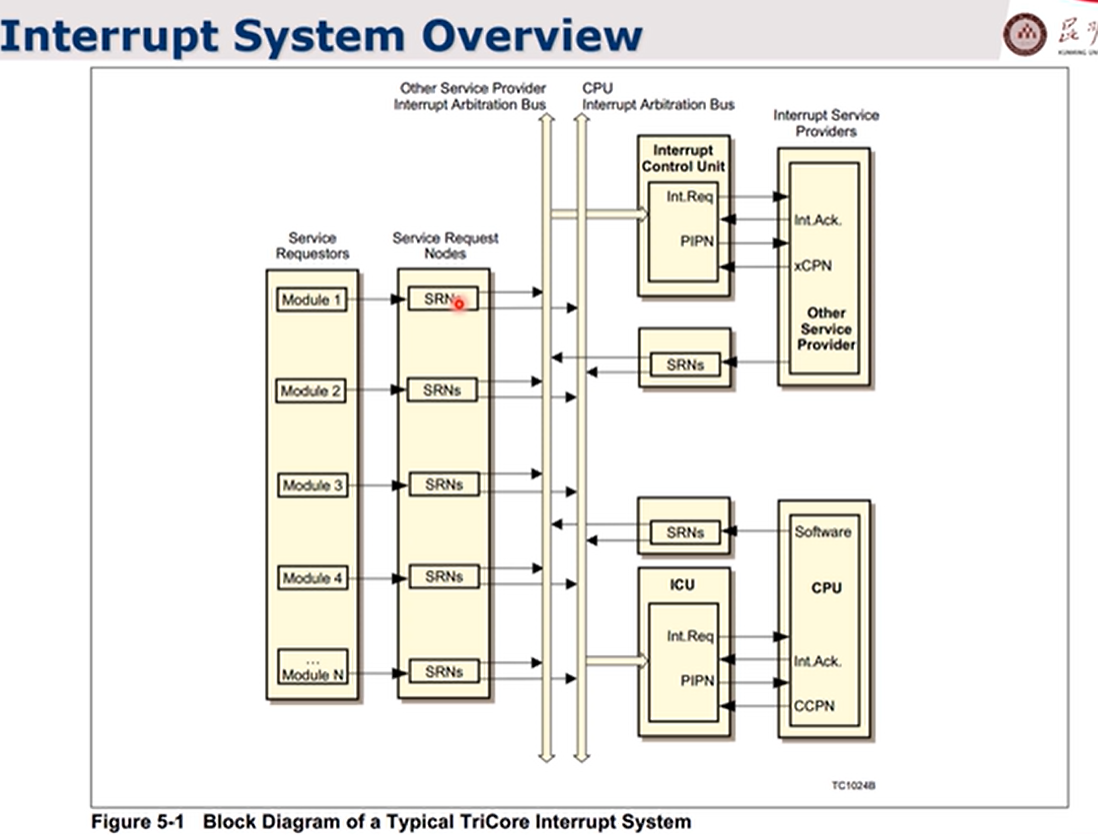 Interrupt System Overview
昆
Other Service Provider
Interrupt Arbitration Bus
CPU
Interrupt Arbitration Bus
Interrupt Service
Providers
Interrupt
Control Unit
Int.Req
PIPN
Int.Ack.
xCPN
Other
Service
Provider
SRNs
Service
Requestors
Service Request
Nodes
Module 1
SRNs
Module 2
SRNs
Module 3
SRNs
Module 4
SRNs
...
Module N
SRNs
SRNs
Software
CPU
ICU
Int.Req
PIPN
Int.Ack.
CCPN
TC1024B
Figure 5-1 Block Diagram of a Typical TriCore Interrupt System